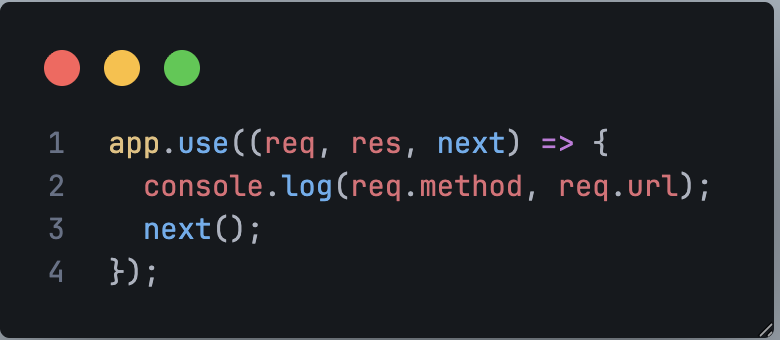 1 app.use((req, res, next) => {
2   console.log(req.method, req.url);
3   next();
4 });